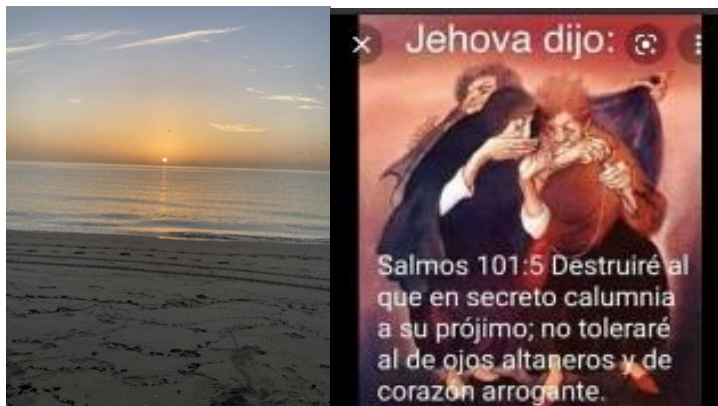 Jehova dijo:
Salmos 101:5 Destruiré al
que en secreto calumnia
a su prójimo; no toleraré
al de ojos altaneros y de
corazón arrogante.